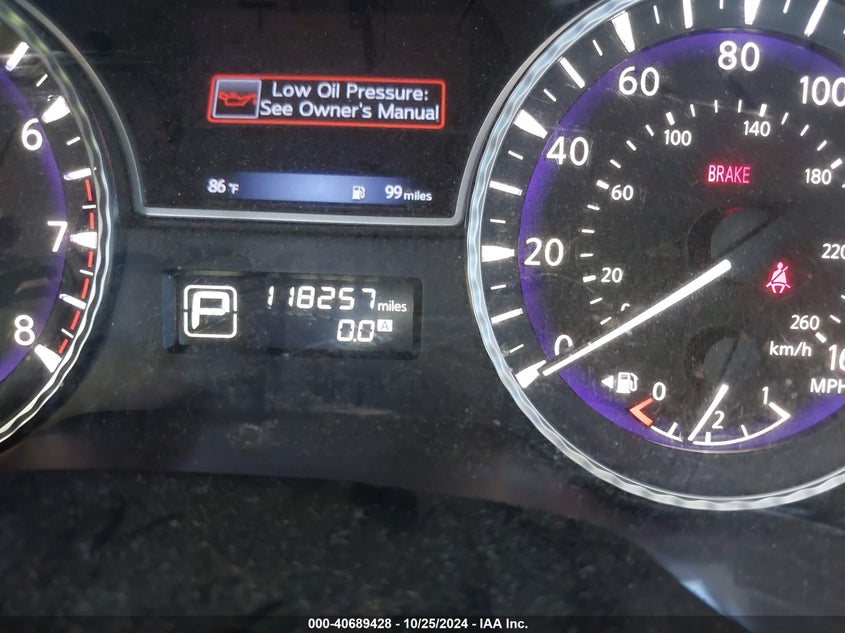 Low Oil Pressure:
See Owner's Manual
86°F 99 miles
P 118257 miles
0.0 A
6
7
8
0
20
40
60
80
100
20
60
100
140
180
220
260
km/h
MPH
BRAKE
0
1/2
1
000-40689428 • 10/25/2024 - IAA Inc.